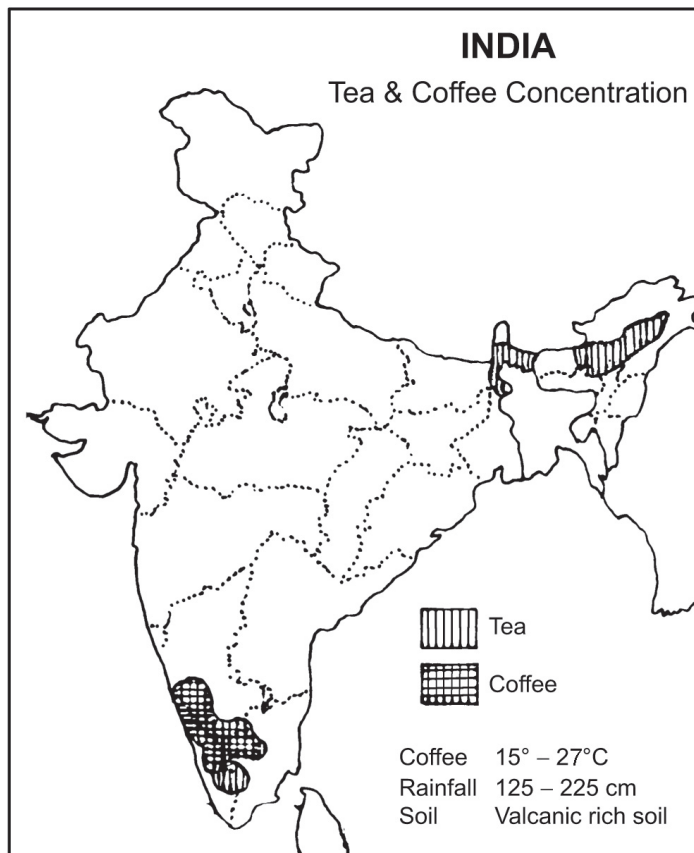 INDIA
Tea & Coffee Concentration
Tea
Coffee
Coffee 15° – 27°C
Rainfall 125 – 225 cm
Soil Valcanic rich soil